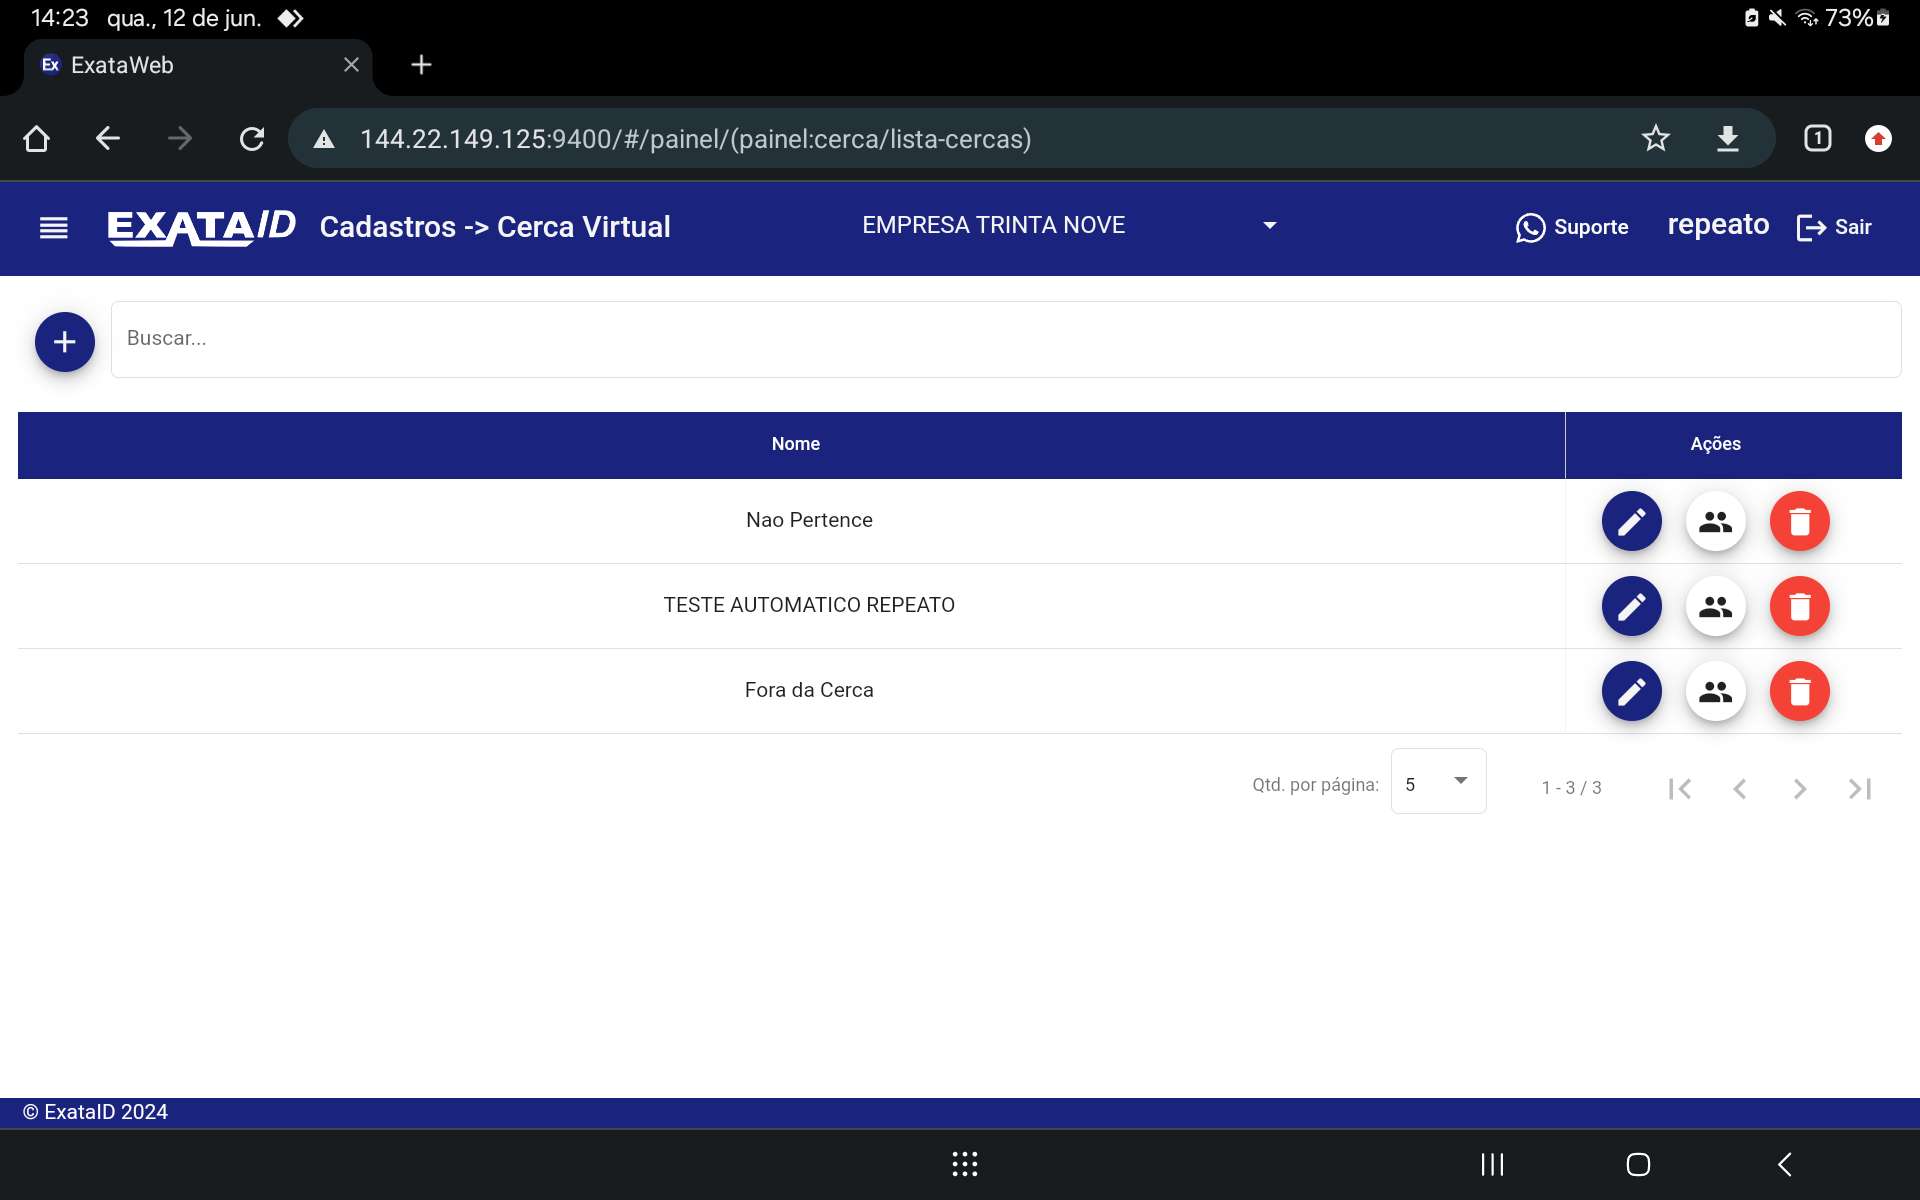 14:23 qua., 12 de jun. 73%
Ex ExataWeb
144.22.149.125:9400/#/painel/(painel:cerca/lista-cercas) 1
EXATAID Cadastros -> Cerca Virtual EMPRESA TRINTA NOVE Suporte repeato Sair
Buscar...
Nome Ações
Nao Pertence
TESTE AUTOMATICO REPEATO
Fora da Cerca
Qtd. por página: 5 1 - 3 / 3
© ExataID 2024